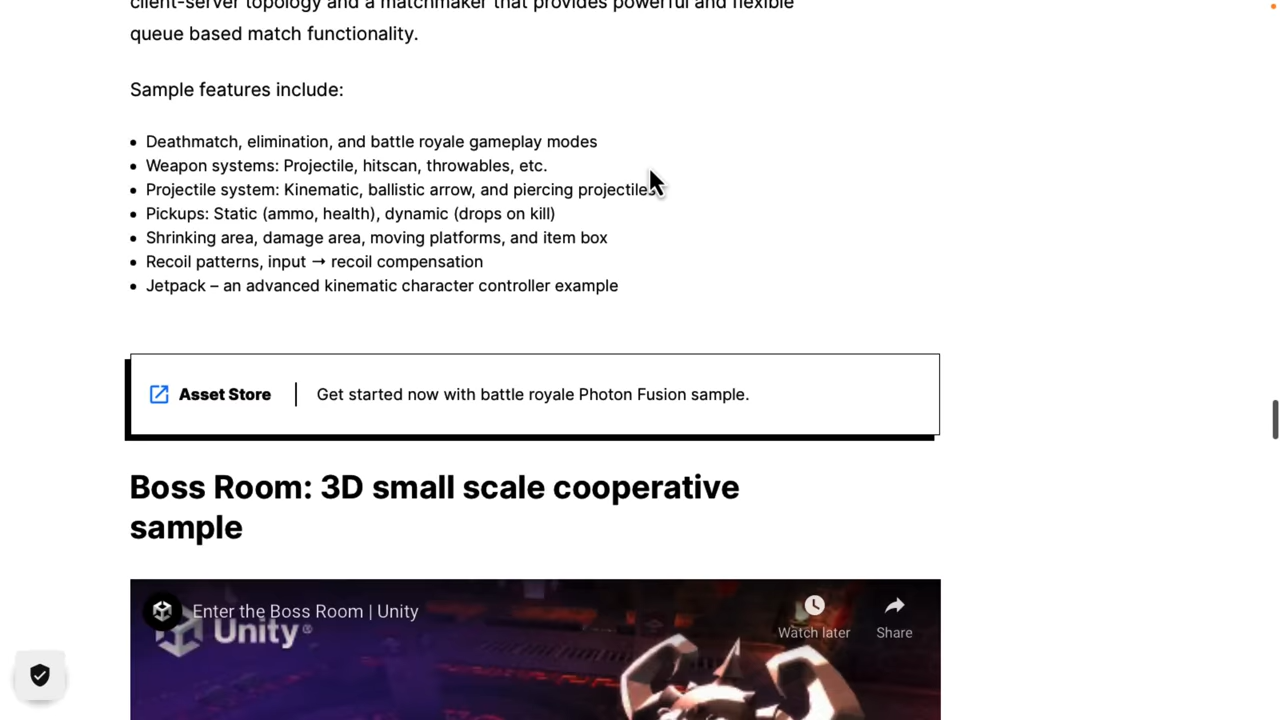 client-server topology and a matchmaker that provides powerful and flexible
queue based match functionality.
Sample features include:
• Deathmatch, elimination, and battle royale gameplay modes
• Weapon systems: Projectile, hitscan, throwables, etc.
• Projectile system: Kinematic, ballistic arrow, and piercing projectiles
• Pickups: Static (ammo, health), dynamic (drops on kill)
• Shrinking area, damage area, moving platforms, and item box
• Recoil patterns, input → recoil compensation
• Jetpack – an advanced kinematic character controller example
Asset Store | Get started now with battle royale Photon Fusion sample.
Boss Room: 3D small scale cooperative
sample
Enter the Boss Room | Unity
Unity®
Watch later
Share